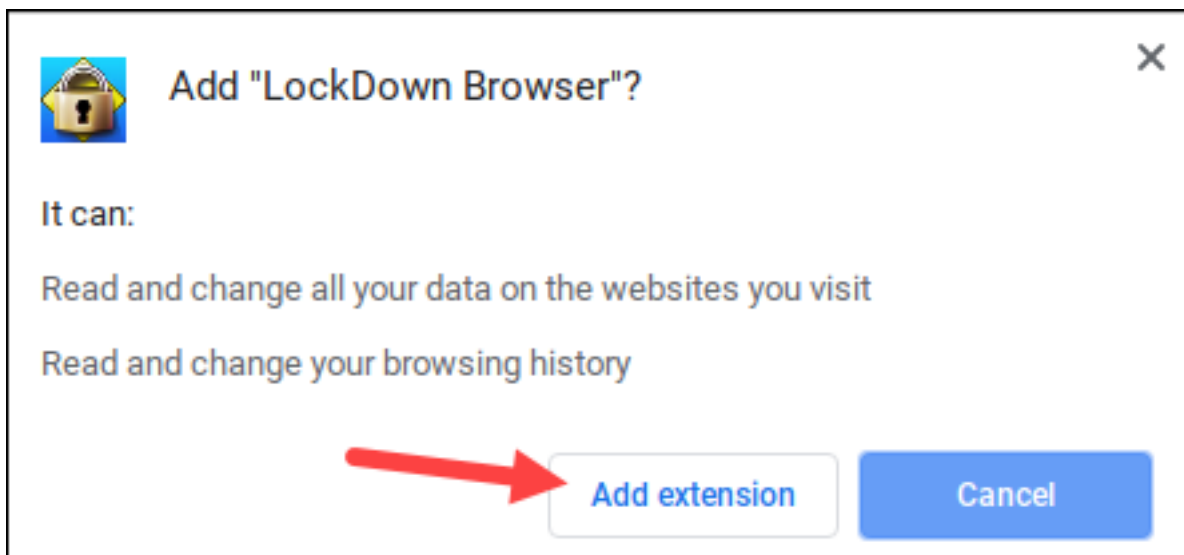 Add "LockDown Browser"?
It can:
Read and change all your data on the websites you visit
Read and change your browsing history
Add extension
Cancel